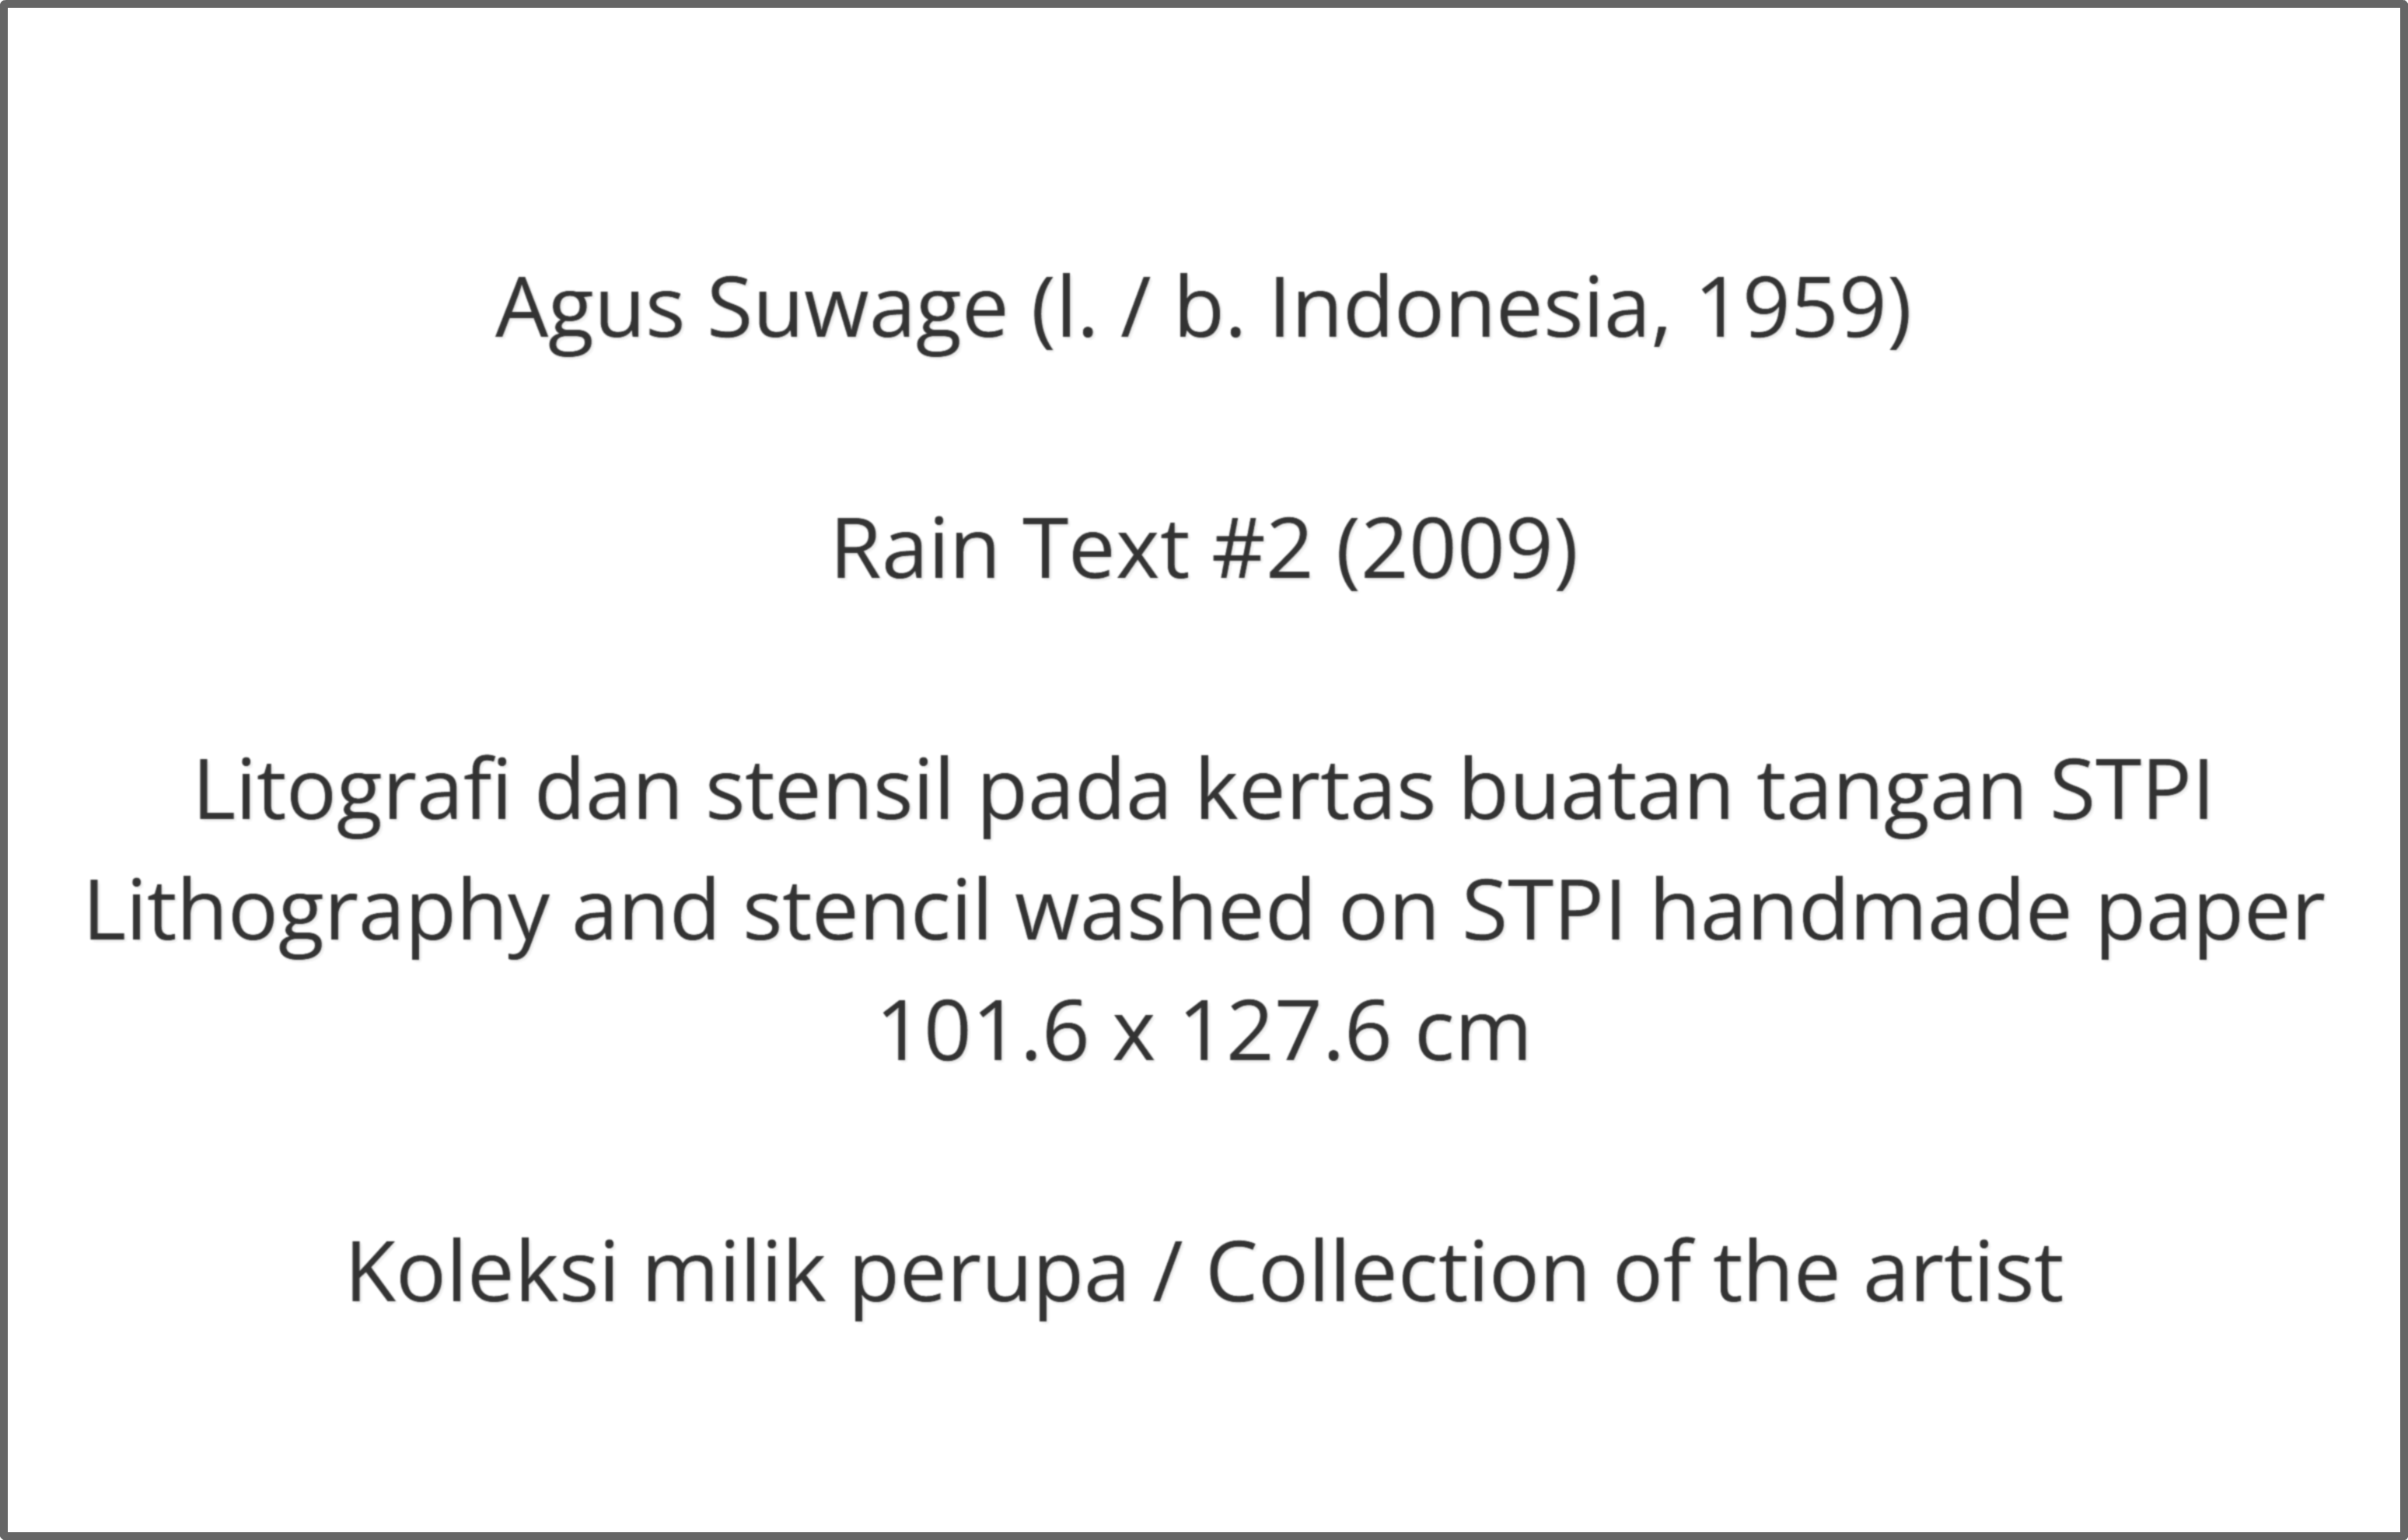 Agus Suwage (l. / b. Indonesia, 1959)
Rain Text #2 (2009)
Litografi dan stensil pada kertas buatan tangan STPI
Lithography and stencil washed on STPI handmade paper
101.6 x 127.6 cm
Koleksi milik perupa / Collection of the artist